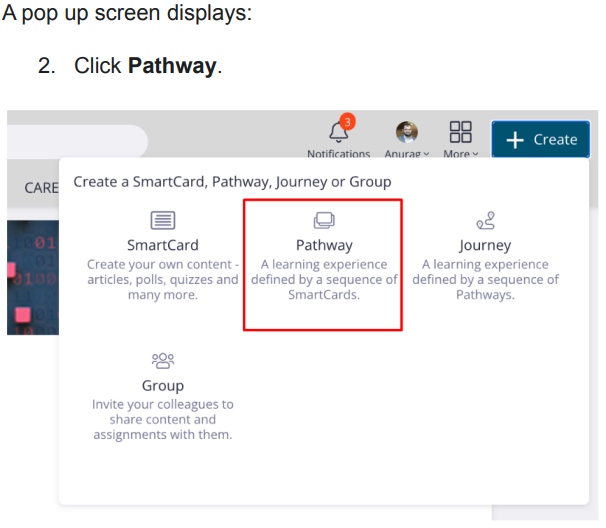 A pop up screen displays:
2. Click Pathway.
3
Notifications
Anurag
More
+ Create
CARE
Create a SmartCard, Pathway, Journey or Group
SmartCard
Create your own content -
articles, polls, quizzes and
many more.
Pathway
A learning experience
defined by a sequence of
SmartCards.
Journey
A learning experience
defined by a sequence of
Pathways.
Group
Invite your colleagues to
share content and
assignments with them.